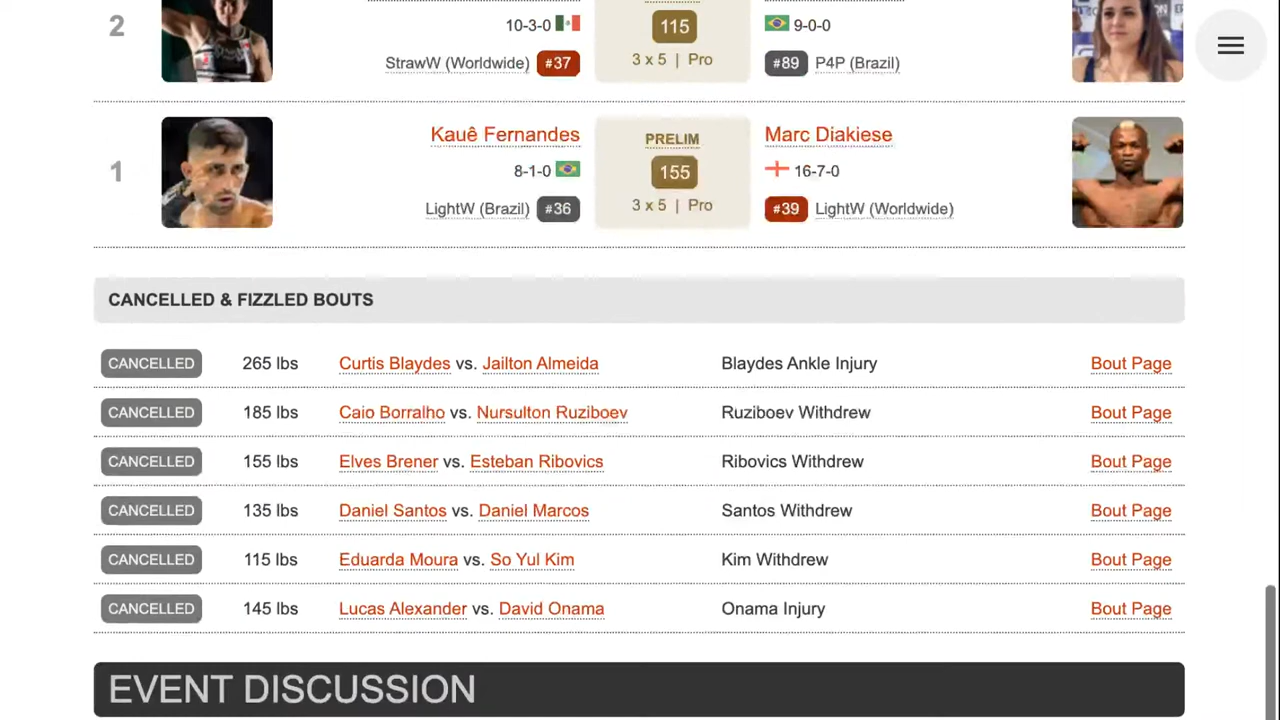 2
10-3-0
115
9-0-0
StrawW (Worldwide) #37
3 x 5 | Pro
#89 P4P (Brazil)
1
Kauê Fernandes
PRELIM
Marc Diakiese
8-1-0
155
16-7-0
LightW (Brazil) #36
3 x 5 | Pro
#39 LightW (Worldwide)
CANCELLED & FIZZLED BOUTS
CANCELLED 265 lbs Curtis Blaydes vs. Jailton Almeida Blaydes Ankle Injury Bout Page
CANCELLED 185 lbs Caio Borralho vs. Nursulton Ruziboev Ruziboev Withdrew Bout Page
CANCELLED 155 lbs Elves Brener vs. Esteban Ribovics Ribovics Withdrew Bout Page
CANCELLED 135 lbs Daniel Santos vs. Daniel Marcos Santos Withdrew Bout Page
CANCELLED 115 lbs Eduarda Moura vs. So Yul Kim Kim Withdrew Bout Page
CANCELLED 145 lbs Lucas Alexander vs. David Onama Onama Injury Bout Page
EVENT DISCUSSION